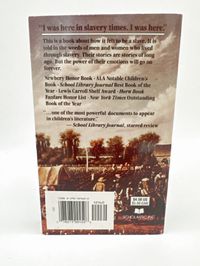 "I was here in slavery times. I was here."
This is a book about how it felt to be a slave. It is
told in the words of men and women who lived
through slavery. Their stories are stories of long
ago. But the power of their emotions will go on
forever.
Newbery Honor Book · ALA Notable Children's
Book · School Library Journal Best Book of the
Year · Lewis Carroll Shelf Award · Horn Book
Fanfare Honor List · New York Times Outstanding
Book of the Year
"...one of the most powerful documents to appear
in children's literature."
-School Library Journal, starred review
SCHOLASTIC INC.